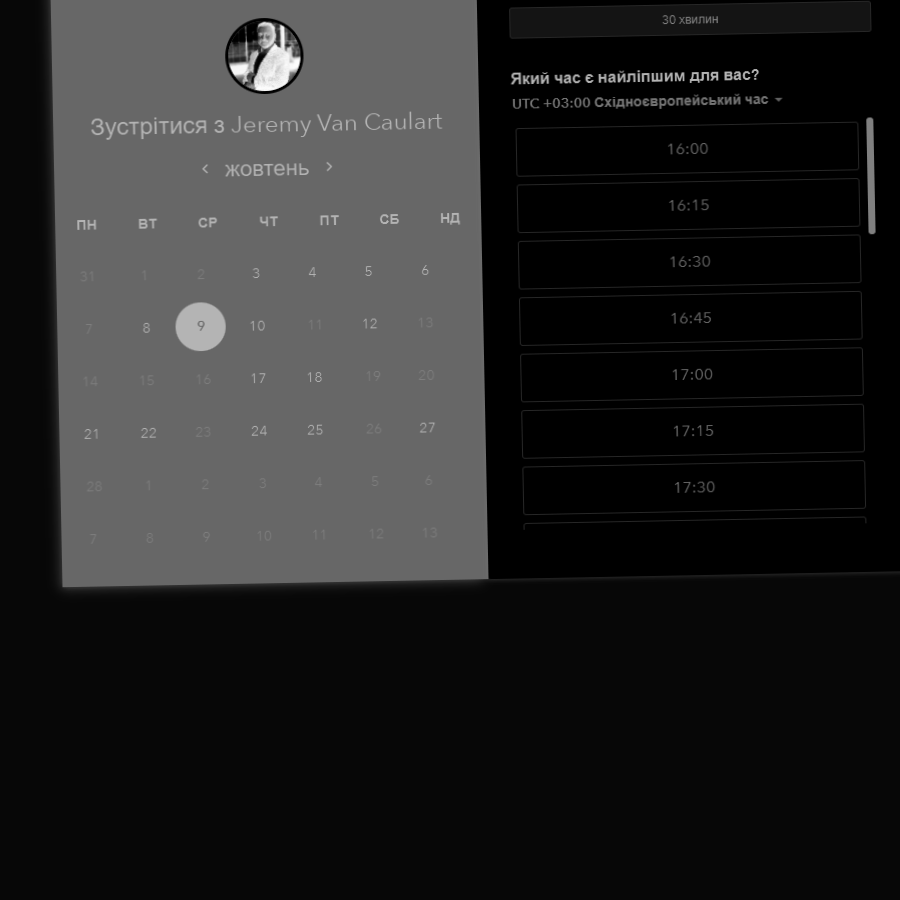 Зустрітися з Jeremy Van Caulart
жовтень
ПН ВТ СР ЧТ ПТ СБ НД
31 1 2 3 4 5 6
7 8 9 10 11 12 13
14 15 16 17 18 19 20
21 22 23 24 25 26 27
28 1 2 3 4 5 6
7 8 9 10 11 12 13
30 хвилин
Який час є найліпшим для вас?
UTC +03:00 Східноєвропейський час
16:00
16:15
16:30
16:45
17:00
17:15
17:30